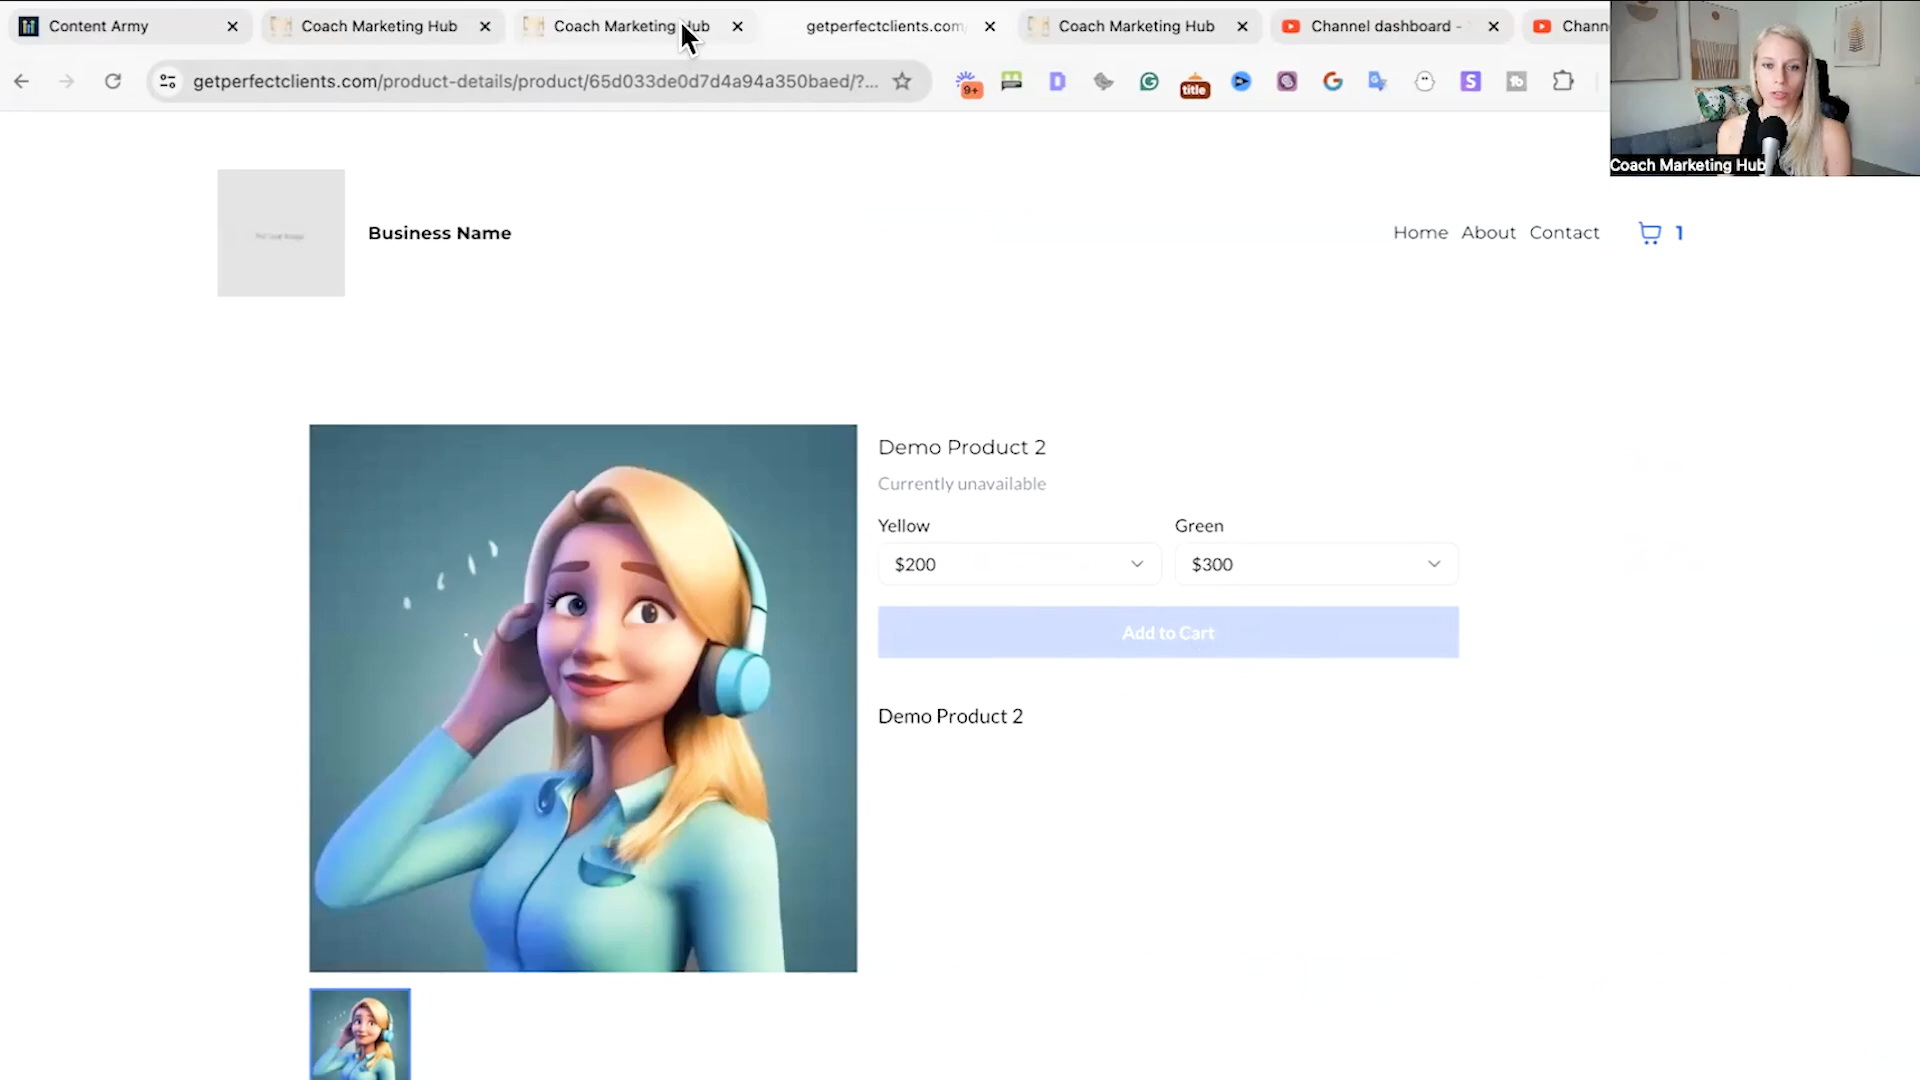 Content Army
Coach Marketing Hub
Coach Marketing Hub
getperfectclients.com
Coach Marketing Hub
Channel dashboard -
Chann
getperfectclients.com/product-details/product/65d033de0d7d4a94a350baed/?...
9+
title
Coach Marketing Hub
Business Name
Home About Contact 1
Demo Product 2
Currently unavailable
Yellow
Green
$200
$300
Add to Cart
Demo Product 2